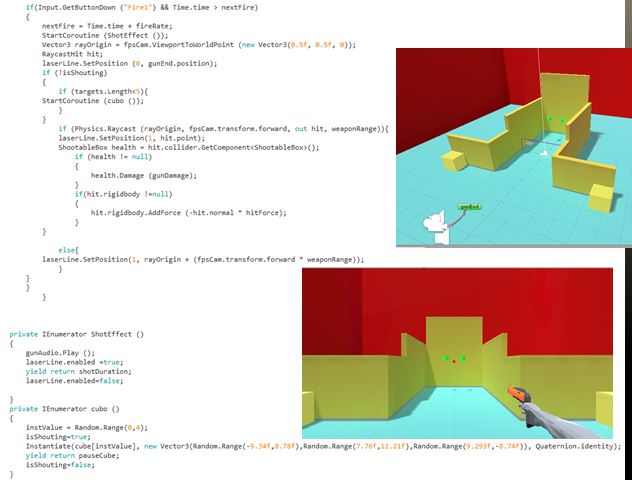 if(Input.GetButtonDown ("Fire1") && Time.time > nextFire)
{
nextFire = Time.time + fireRate;
StartCoroutine (ShotEffect ());
Vector3 rayOrigin = fpsCam.ViewportToWorldPoint (new Vector3(0.5f, 0.5f, 0));
RaycastHit hit;
laserLine.SetPosition (0, gunEnd.position);
if (!isShouting)
{
if (targets.Length<5){
StartCoroutine (cubo ());
}
}
if (Physics.Raycast (rayOrigin, fpsCam.transform.forward, out hit, weaponRange)){
laserLine.SetPosition(1, hit.point);
ShootableBox health = hit.collider.GetComponent<ShootableBox>();
if (health != null)
{
health.Damage (gunDamage);
}
if(hit.rigidbody !=null)
{
hit.rigidbody.AddForce (-hit.normal * hitForce);
}
}
else{
laserLine.SetPosition(1, rayOrigin + (fpsCam.transform.forward * weaponRange));
}
}
}
}
gunEnd
private IEnumerator ShotEffect ()
{
gunAudio.Play ();
laserLine.enabled =true;
yield return shotDuration;
laserLine.enabled=false;
}
private IEnumerator cubo ()
{
instValue = Random.Range(0,4);
isShouting=true;
Instantiate(cube[instValue], new Vector3(Random.Range(-9.34f,8.78f),Random.Range(7.76f,11.21f),Random.Range(9.293f,-8.74f)), Quaternion.identity);
yield return pauseCube;
isShouting=false;
}